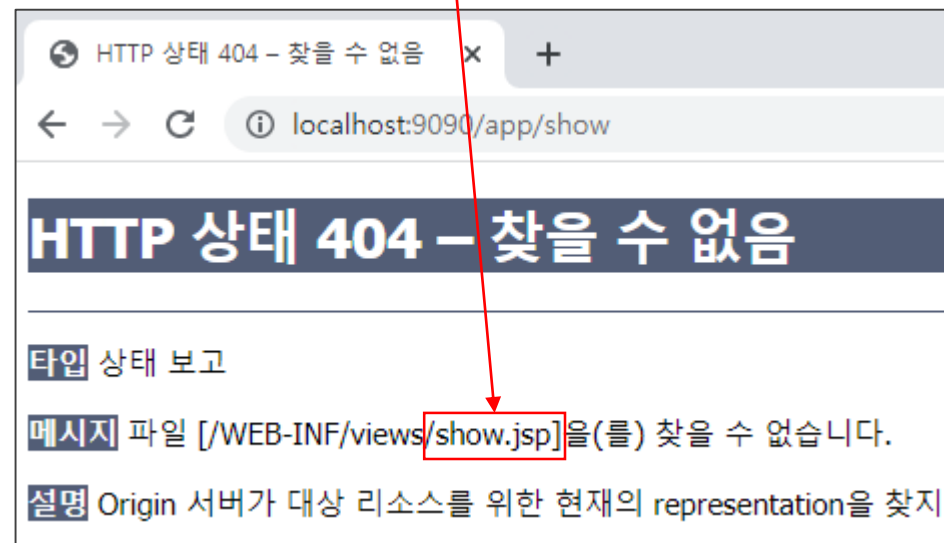 HTTP 상태 404 – 찾을 수 없음
localhost:9090/app/show
HTTP 상태 404 – 찾을 수 없음
타입 상태 보고
메시지 파일 [/WEB-INF/views/show.jsp]을(를) 찾을 수 없습니다.
설명 Origin 서버가 대상 리소스를 위한 현재의 representation을 찾지